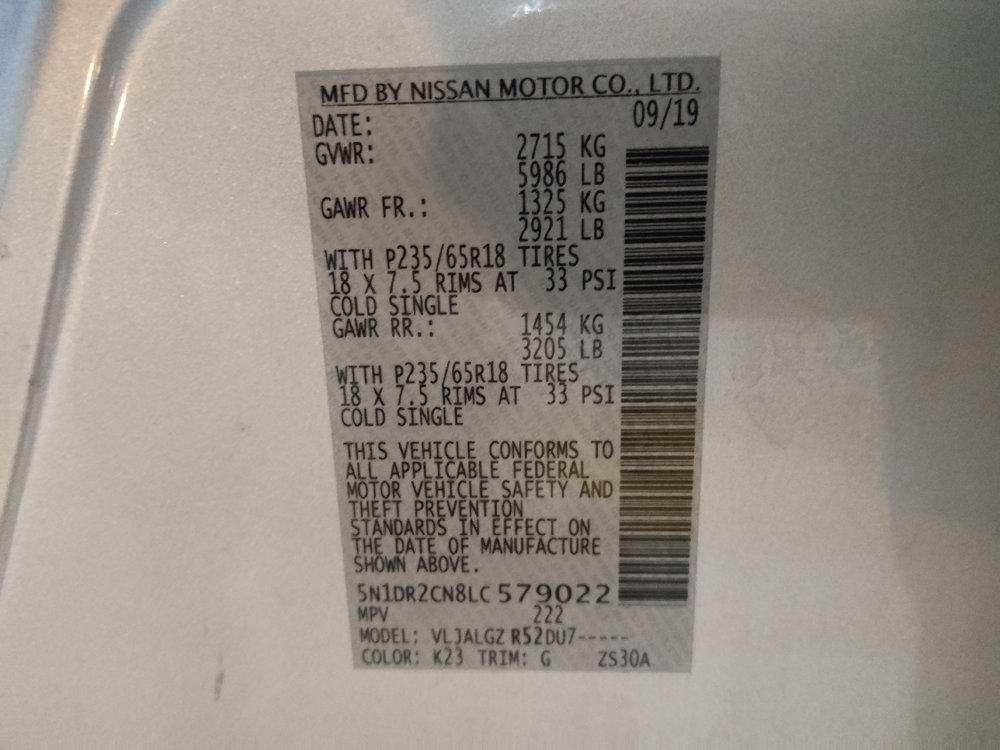 MFD BY NISSAN MOTOR CO., LTD.
DATE: 09/19
GVWR: 2715 KG
5986 LB
GAWR FR.: 1325 KG
2921 LB
WITH P235/65R18 TIRES
18 X 7.5 RIMS AT 33 PSI
COLD SINGLE
GAWR RR.: 1454 KG
3205 LB
WITH P235/65R18 TIRES
18 X 7.5 RIMS AT 33 PSI
COLD SINGLE
THIS VEHICLE CONFORMS TO
ALL APPLICABLE FEDERAL
MOTOR VEHICLE SAFETY AND
THEFT PREVENTION
STANDARDS IN EFFECT ON
THE DATE OF MANUFACTURE
SHOWN ABOVE.
5N1DR2CN8LC 579022
MPV 222
MODEL: VLJALGZ R52DU7-----
COLOR: K23 TRIM: G ZS30A